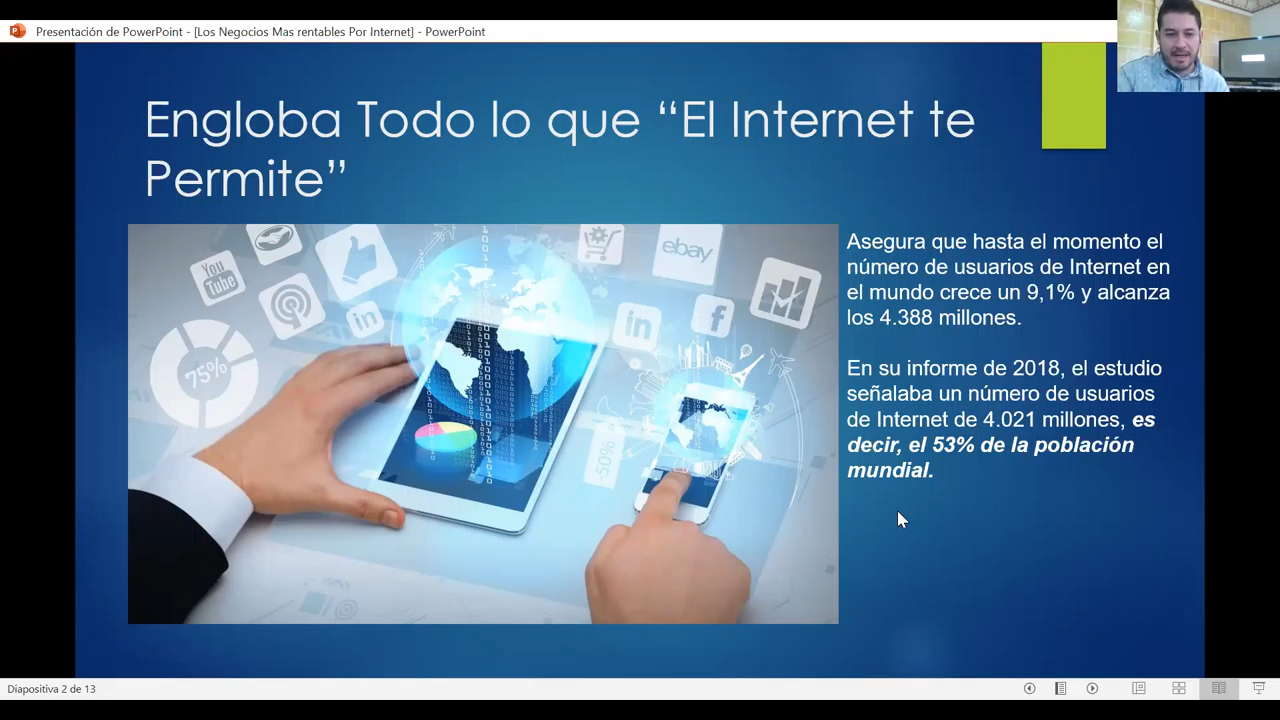 Presentación de PowerPoint - [Los Negocios Mas rentables Por Internet] - PowerPoint
Engloba Todo lo que “El Internet te
Permite”
You
Tube
ebay
in
in
f
75%
-50%
Asegura que hasta el momento el
número de usuarios de Internet en
el mundo crece un 9,1% y alcanza
los 4.388 millones.
En su informe de 2018, el estudio
señalaba un número de usuarios
de Internet de 4.021 millones, es
decir, el 53% de la población
mundial.
Diapositiva 2 de 13